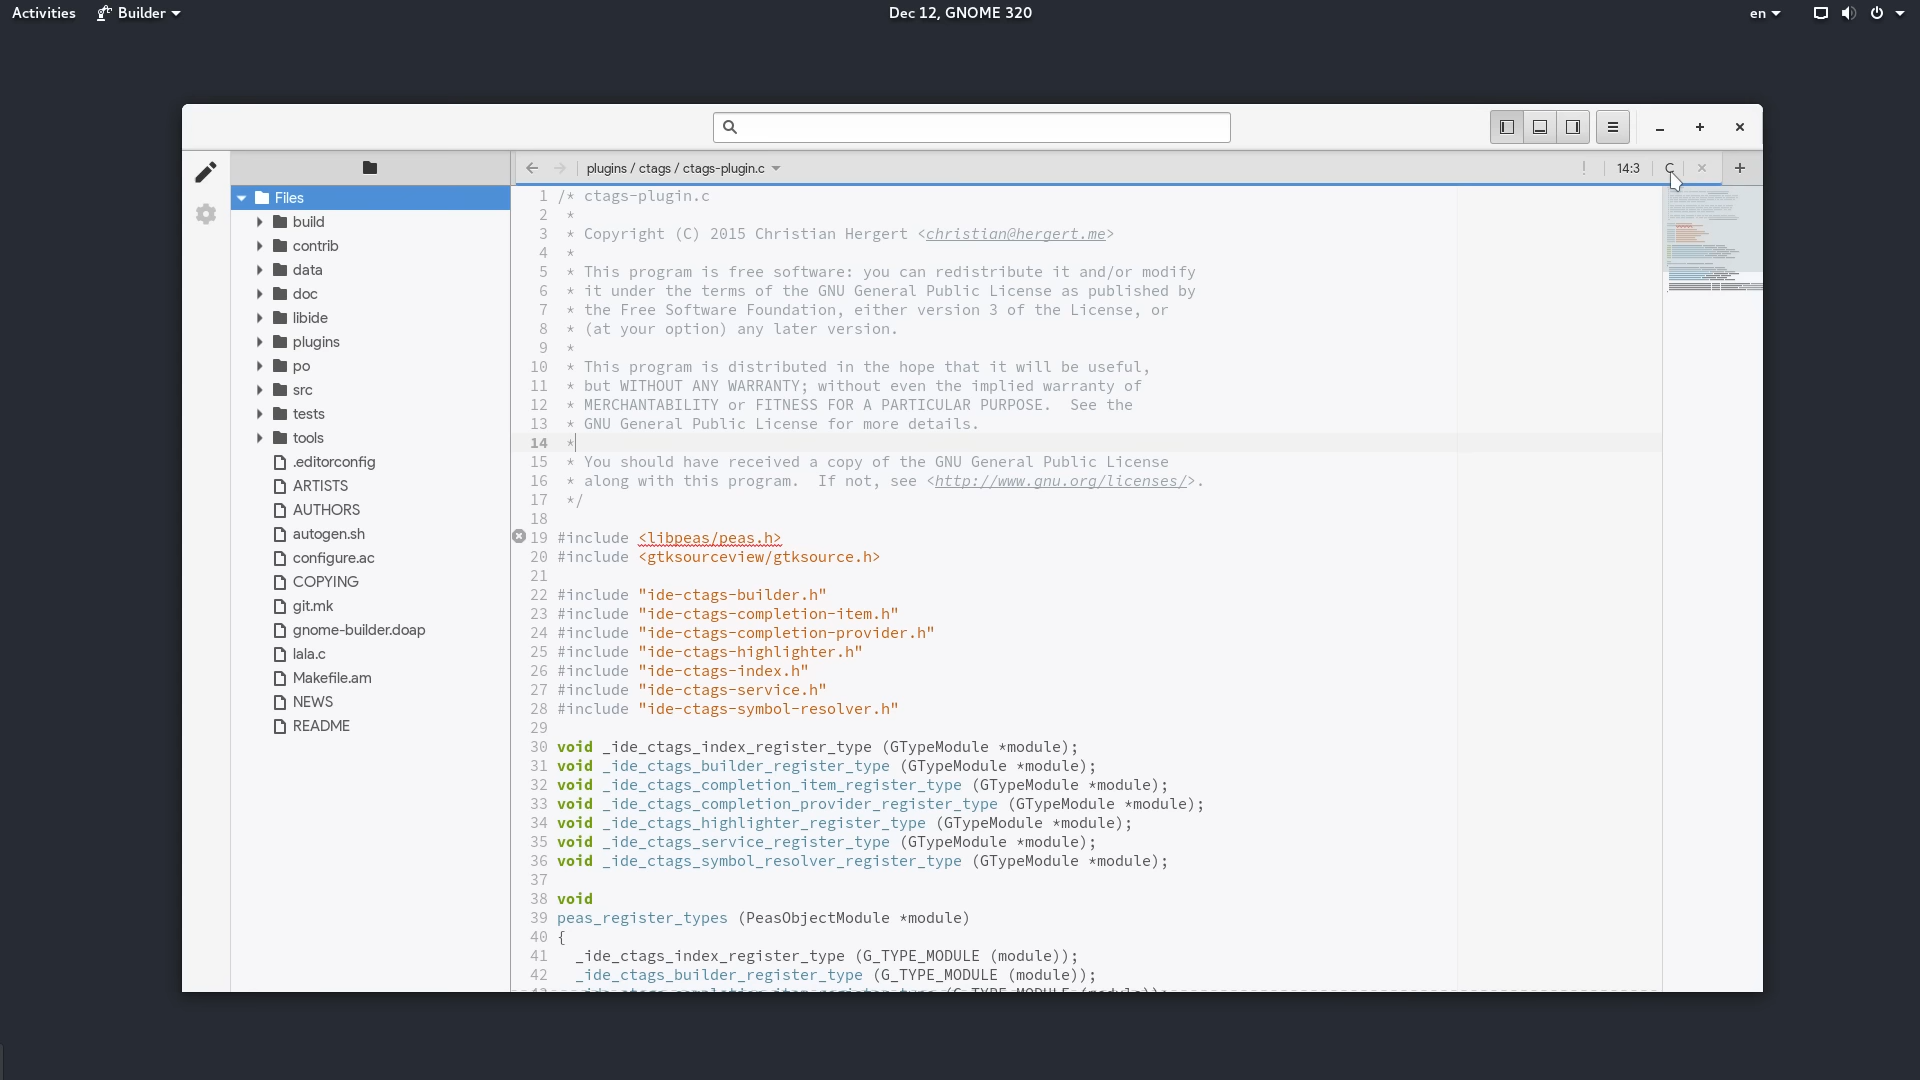 Activities Builder Dec 12, GNOME 320 en
plugins / ctags / ctags-plugin.c 14:3 C
Files
build
contrib
data
doc
libide
plugins
po
src
tests
tools
.editorconfig
ARTISTS
AUTHORS
autogen.sh
configure.ac
COPYING
git.mk
gnome-builder.doap
lala.c
Makefile.am
NEWS
README
1 /* ctags-plugin.c
2  *
3  * Copyright (C) 2015 Christian Hergert <christian@hergert.me>
4  *
5  * This program is free software: you can redistribute it and/or modify
6  * it under the terms of the GNU General Public License as published by
7  * the Free Software Foundation, either version 3 of the License, or
8  * (at your option) any later version.
9  *
10  * This program is distributed in the hope that it will be useful,
11  * but WITHOUT ANY WARRANTY; without even the implied warranty of
12  * MERCHANTABILITY or FITNESS FOR A PARTICULAR PURPOSE.  See the
13  * GNU General Public License for more details.
14  *
15  * You should have received a copy of the GNU General Public License
16  * along with this program.  If not, see <http://www.gnu.org/licenses/>.
17  */
18
19 #include <libpeas/peas.h>
20 #include <gtksourceview/gtksource.h>
21
22 #include "ide-ctags-builder.h"
23 #include "ide-ctags-completion-item.h"
24 #include "ide-ctags-completion-provider.h"
25 #include "ide-ctags-highlighter.h"
26 #include "ide-ctags-index.h"
27 #include "ide-ctags-service.h"
28 #include "ide-ctags-symbol-resolver.h"
29
30 void _ide_ctags_index_register_type (GTypeModule *module);
31 void _ide_ctags_builder_register_type (GTypeModule *module);
32 void _ide_ctags_completion_item_register_type (GTypeModule *module);
33 void _ide_ctags_completion_provider_register_type (GTypeModule *module);
34 void _ide_ctags_highlighter_register_type (GTypeModule *module);
35 void _ide_ctags_service_register_type (GTypeModule *module);
36 void _ide_ctags_symbol_resolver_register_type (GTypeModule *module);
37
38 void
39 peas_register_types (PeasObjectModule *module)
40 {
41   _ide_ctags_index_register_type (G_TYPE_MODULE (module));
42   _ide_ctags_builder_register_type (G_TYPE_MODULE (module));